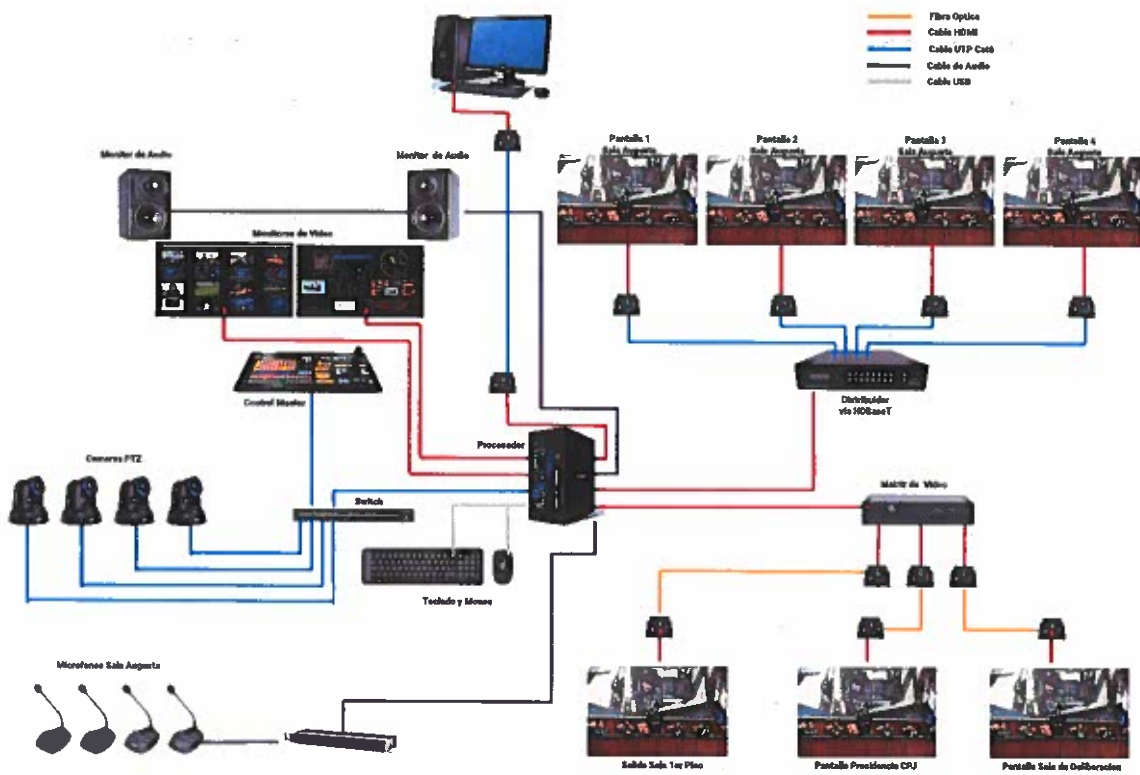 Fibra Optica
Cable HDMI
Cable UTP Cat6
Cable de Audio
Cable USB
Pantalla 1
Sala Augusta
Pantalla 2
Sala Augusta
Pantalla 3
Sala Augusta
Pantalla 4
Sala Augusta
Monitor de Audio
Monitor de Audio
Monitores de Video
Control Master
Distribuidor
via HDBaseT
Procesador
Camaras PTZ
Switch
Matriz de Video
Teclado y Mouse
Microfonos Sala Augusta
Salida Sala 1er Piso
Pantalla Presidencia CPJ
Pantalla Sala de Deliberacion